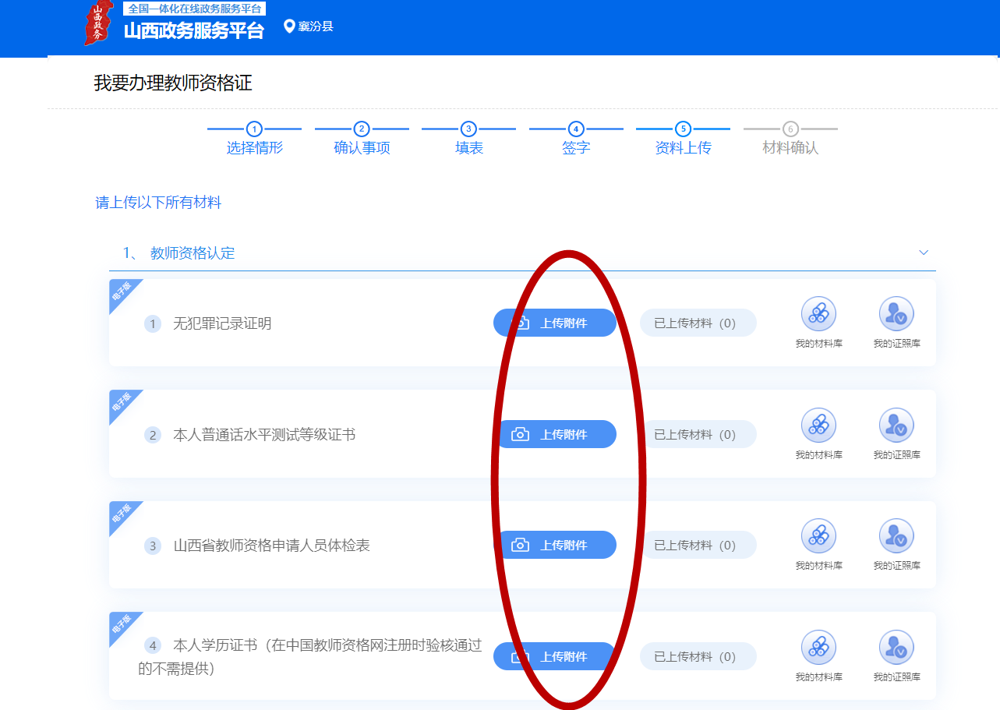 山西政务
全国一体化在线政务服务平台
山西政务服务平台
襄汾县
我要办理教师资格证
1 2 3 4 5 6
选择情形 确认事项 填表 签字 资料上传 材料确认
请上传以下所有材料
1、 教师资格认定
电子版
1 无犯罪记录证明 上传附件 已上传材料（0）
我的材料库 我的证照库
电子版
2 本人普通话水平测试等级证书 上传附件 已上传材料（0）
我的材料库 我的证照库
电子版
3 山西省教师资格申请人员体检表 上传附件 已上传材料（0）
我的材料库 我的证照库
电子版
4 本人学历证书（在中国教师资格网注册时验核通过
的不需提供） 上传附件 已上传材料（0）
我的材料库 我的证照库